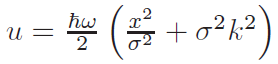 u = \frac{\hbar\omega}{2} \left( \frac{x^2}{\sigma^2} + \sigma^2 k^2 \right)